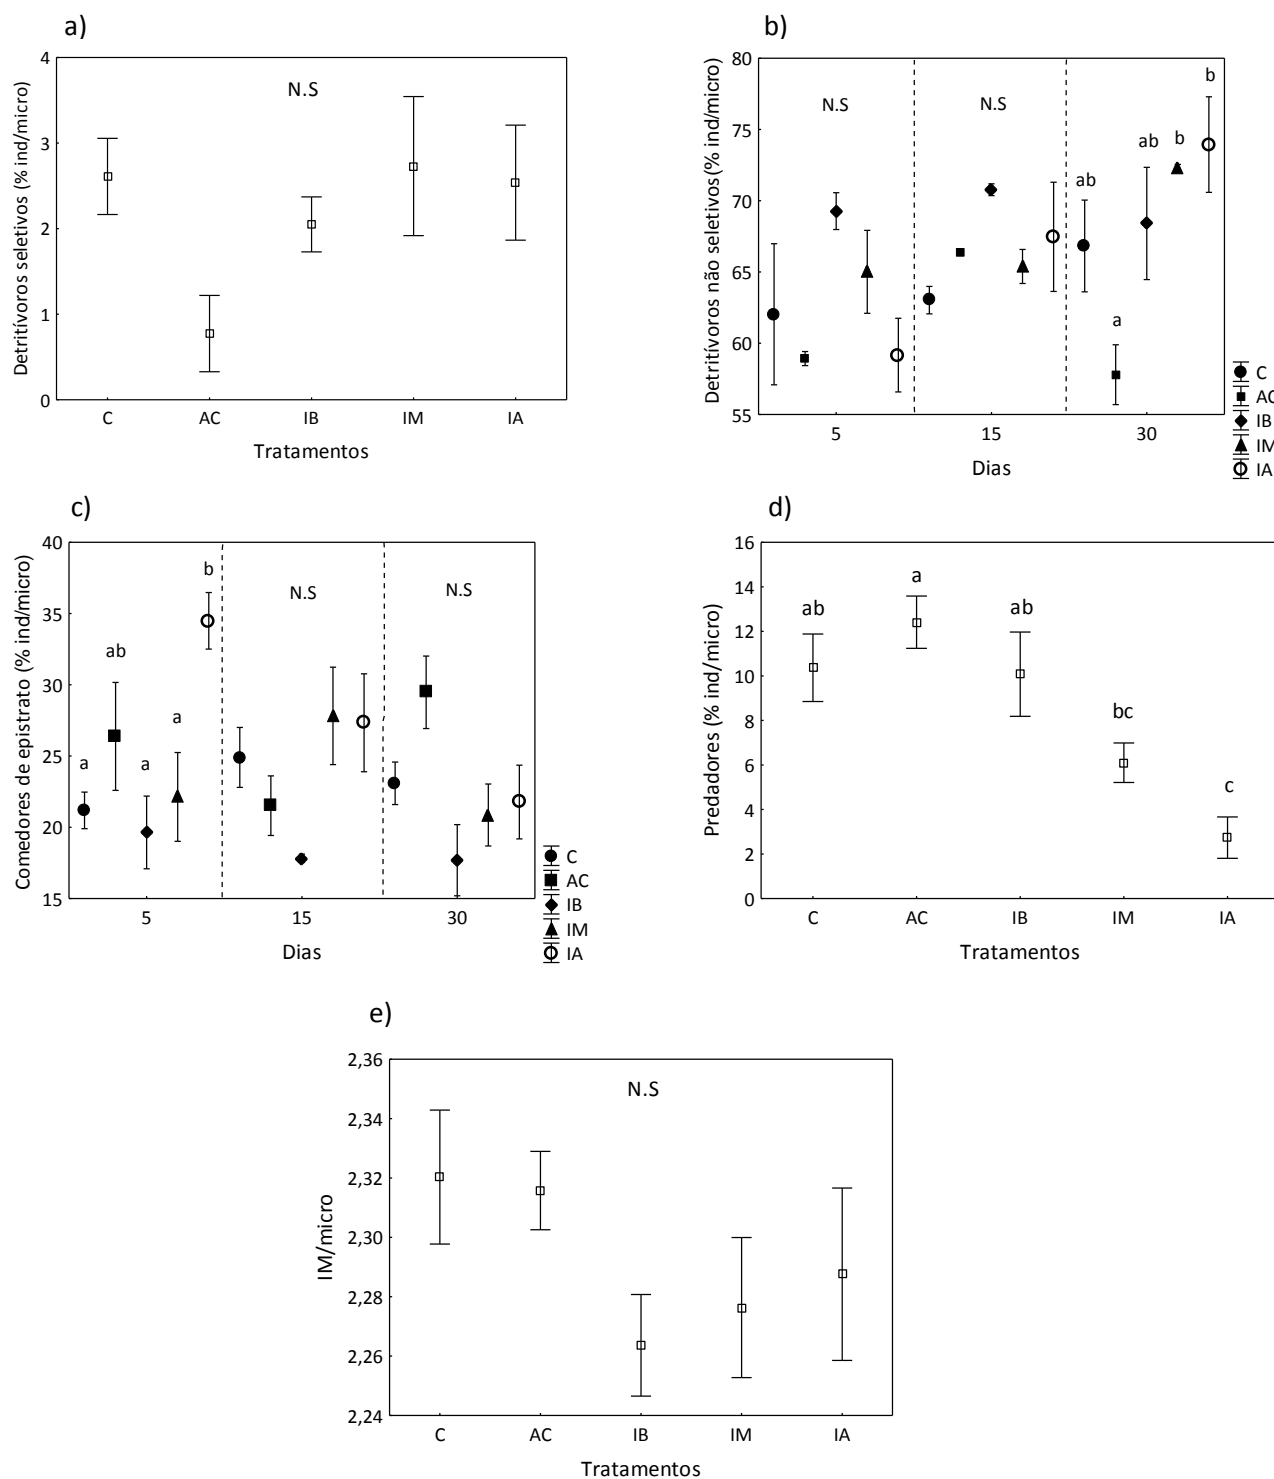 a)
Detritívoros seletivos (% ind/micro)
4
3
2
1
0
N.S
C AC IB IM IA
Tratamentos
b)
Detritívoros não seletivos(% ind/micro)
80
75
70
65
60
55
N.S N.S
ab a ab b b
5 15 30
Dias
C
AC
IB
IM
IA
c)
Comedores de epistrato (% ind/micro)
40
35
30
25
20
15
a ab a a b
N.S N.S
5 15 30
Dias
C
AC
IB
IM
IA
d)
Predadores (% ind/micro)
16
14
12
10
8
6
4
2
0
ab a ab bc c
C AC IB IM IA
Tratamentos
e)
IM/micro
2,36
2,34
2,32
2,30
2,28
2,26
2,24
N.S
C AC IB IM IA
Tratamentos